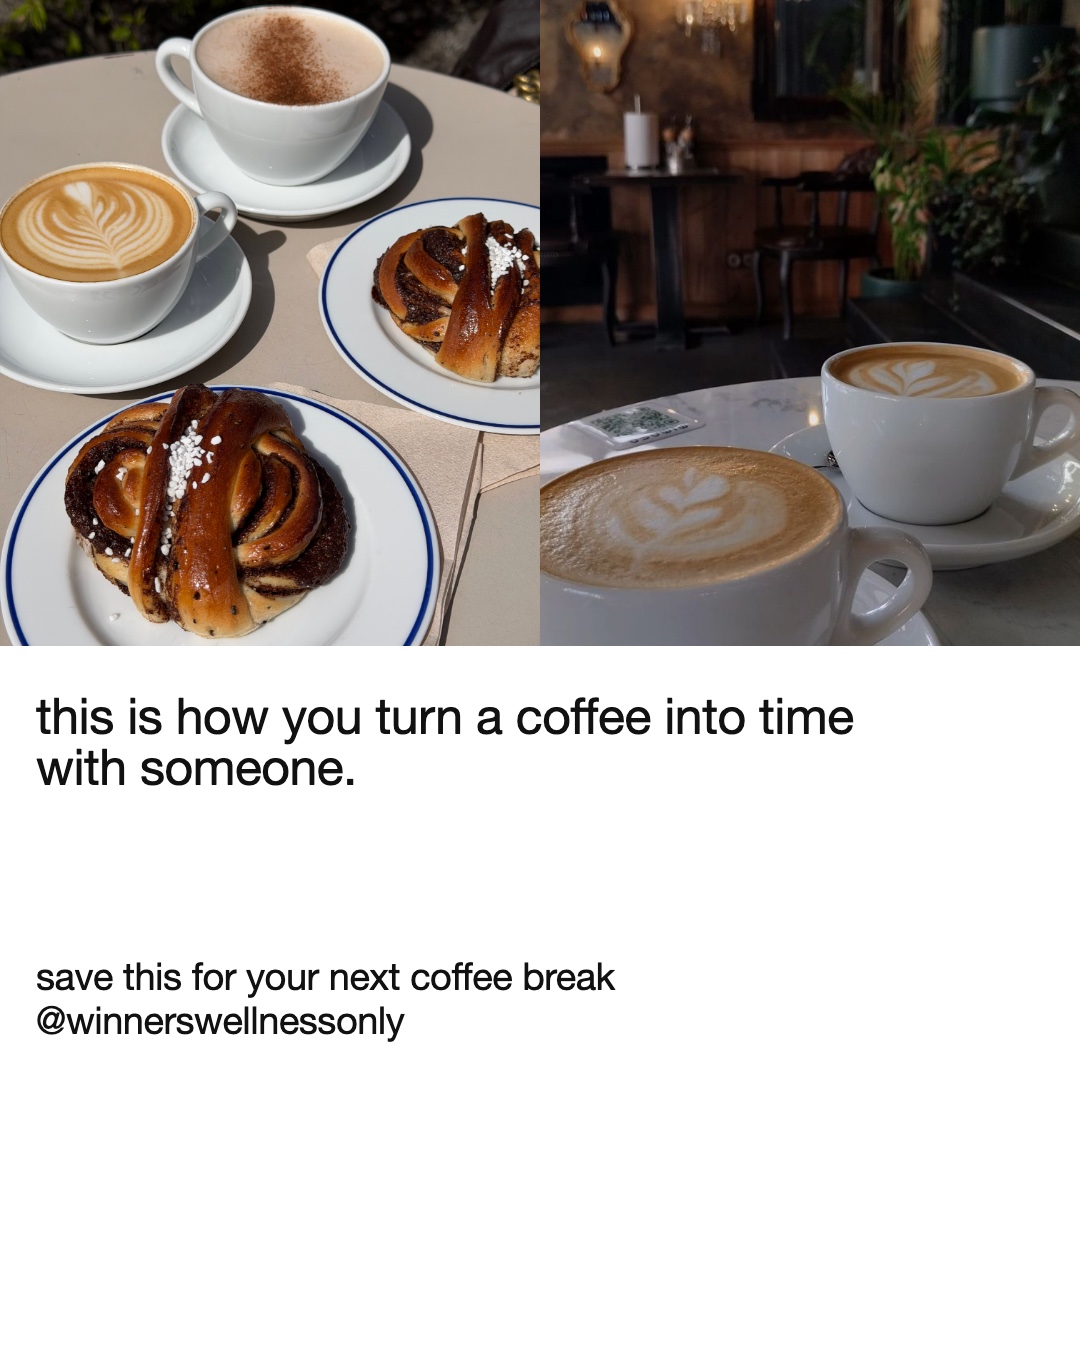 this is how you turn a coffee into time
with someone.
save this for your next coffee break
@winnerswellnessonly